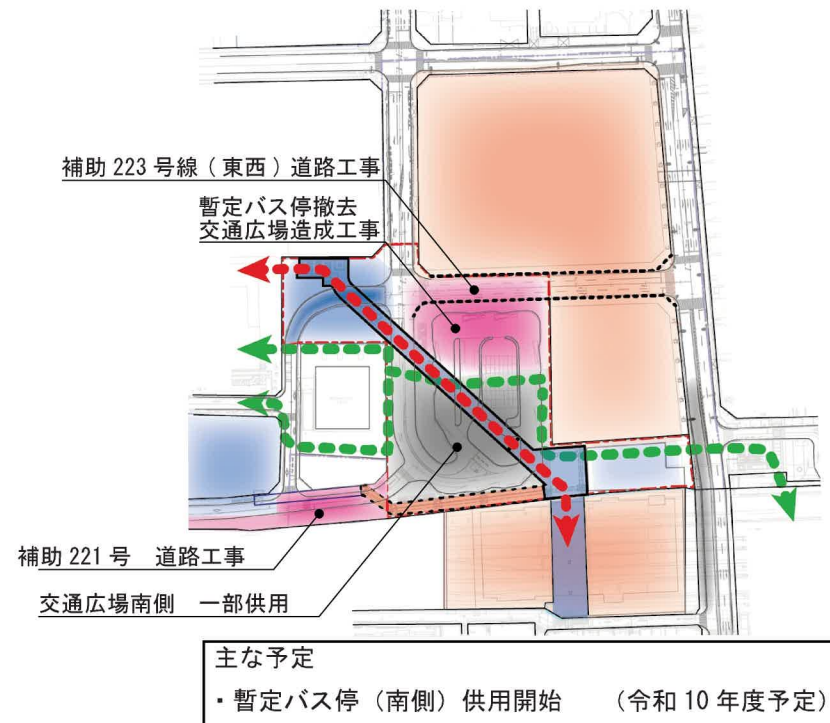 補助 223 号線（東西）道路工事
暫定バス停撤去
交通広場造成工事
補助 221 号　道路工事
交通広場南側　一部供用
主な予定
・暫定バス停（南側）供用開始　　（令和 10 年度予定）